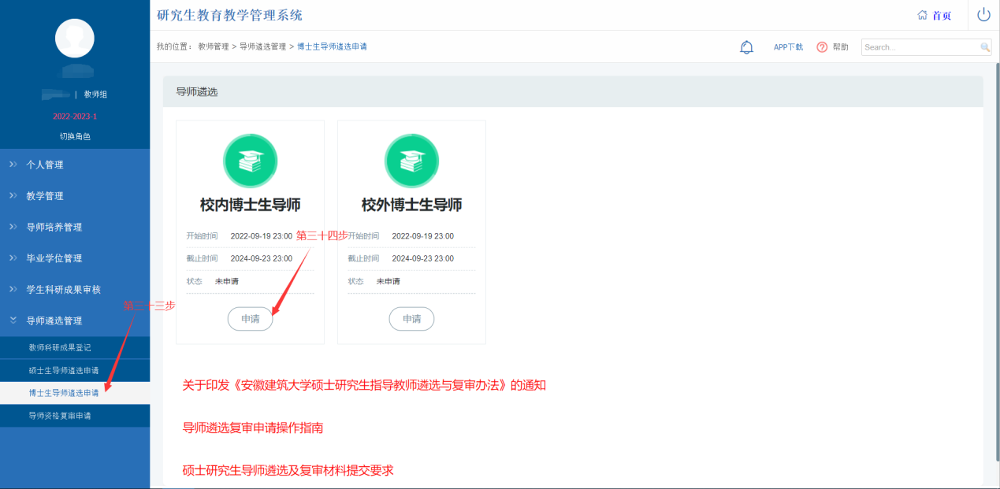 研究生教育教学管理系统
首页
我的位置： 教师管理 > 导师遴选管理 > 博士生导师遴选申请
APP下载
? 帮助
Search...
| 教师组
2022-2023-1
切换角色
个人管理
教学管理
导师培养管理
毕业学位管理
学生科研成果审核
导师遴选管理
教师科研成果登记
硕士生导师遴选申请
博士生导师遴选申请
导师资格复审申请
第三十三步
导师遴选
校内博士生导师
开始时间 2022-09-19 23:00
截止时间 2024-09-23 23:00
状态 未申请
申请
第三十四步
校外博士生导师
开始时间 2022-09-19 23:00
截止时间 2024-09-23 23:00
状态 未申请
申请
关于印发《安徽建筑大学硕士研究生指导教师遴选与复审办法》的通知
导师遴选复审申请操作指南
硕士研究生导师遴选及复审材料提交要求